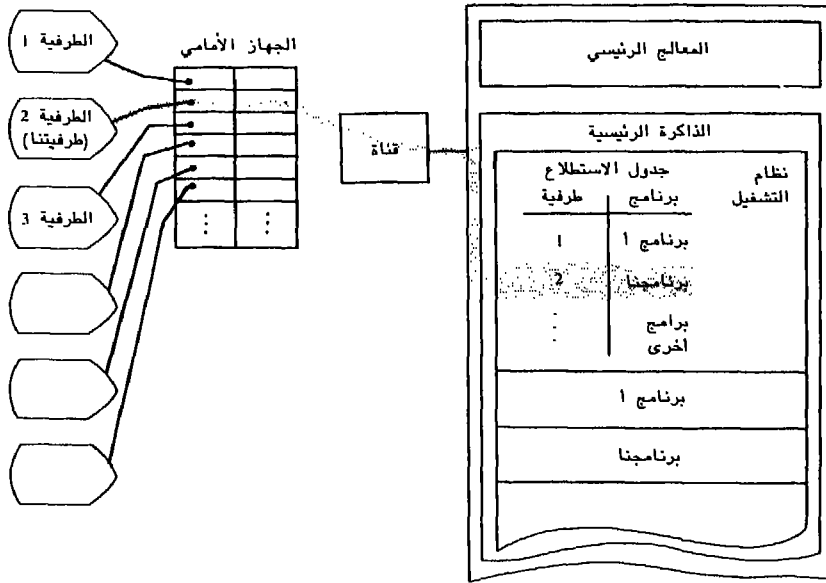 المعالج الرئيسي
الجهاز الأمامي
الطرفية 1
الطرفية 2
(طرفيتنا)
الطرفية 3
قناة
الذاكرة الرئيسية
نظام
التشغيل
جدول الاستطلاع
برنامج طرفية
برنامج 1 1
برنامجنا 2
برامج
أخرى
برنامج 1
برنامجنا